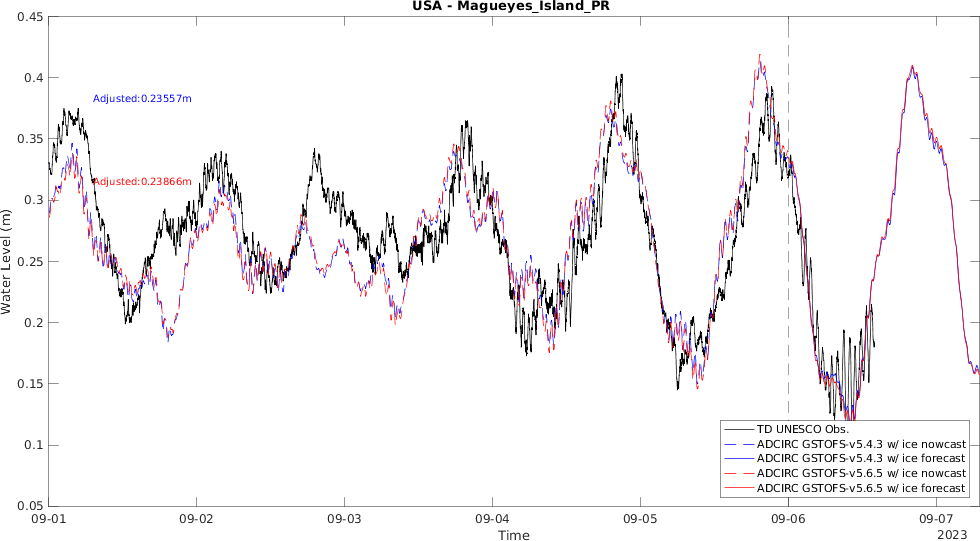 USA - Magueyes_Island_PR
0.45
0.4
0.35
0.3
0.25
0.2
0.15
0.1
0.05
Water Level (m)
Adjusted:0.23557m
Adjusted:0.23866m
TD UNESCO Obs.
ADCIRC GSTOFS-v5.4.3 w/ ice nowcast
ADCIRC GSTOFS-v5.4.3 w/ ice forecast
ADCIRC GSTOFS-v5.6.5 w/ ice nowcast
ADCIRC GSTOFS-v5.6.5 w/ ice forecast
09-01 09-02 09-03 09-04 09-05 09-06 09-07
Time
2023